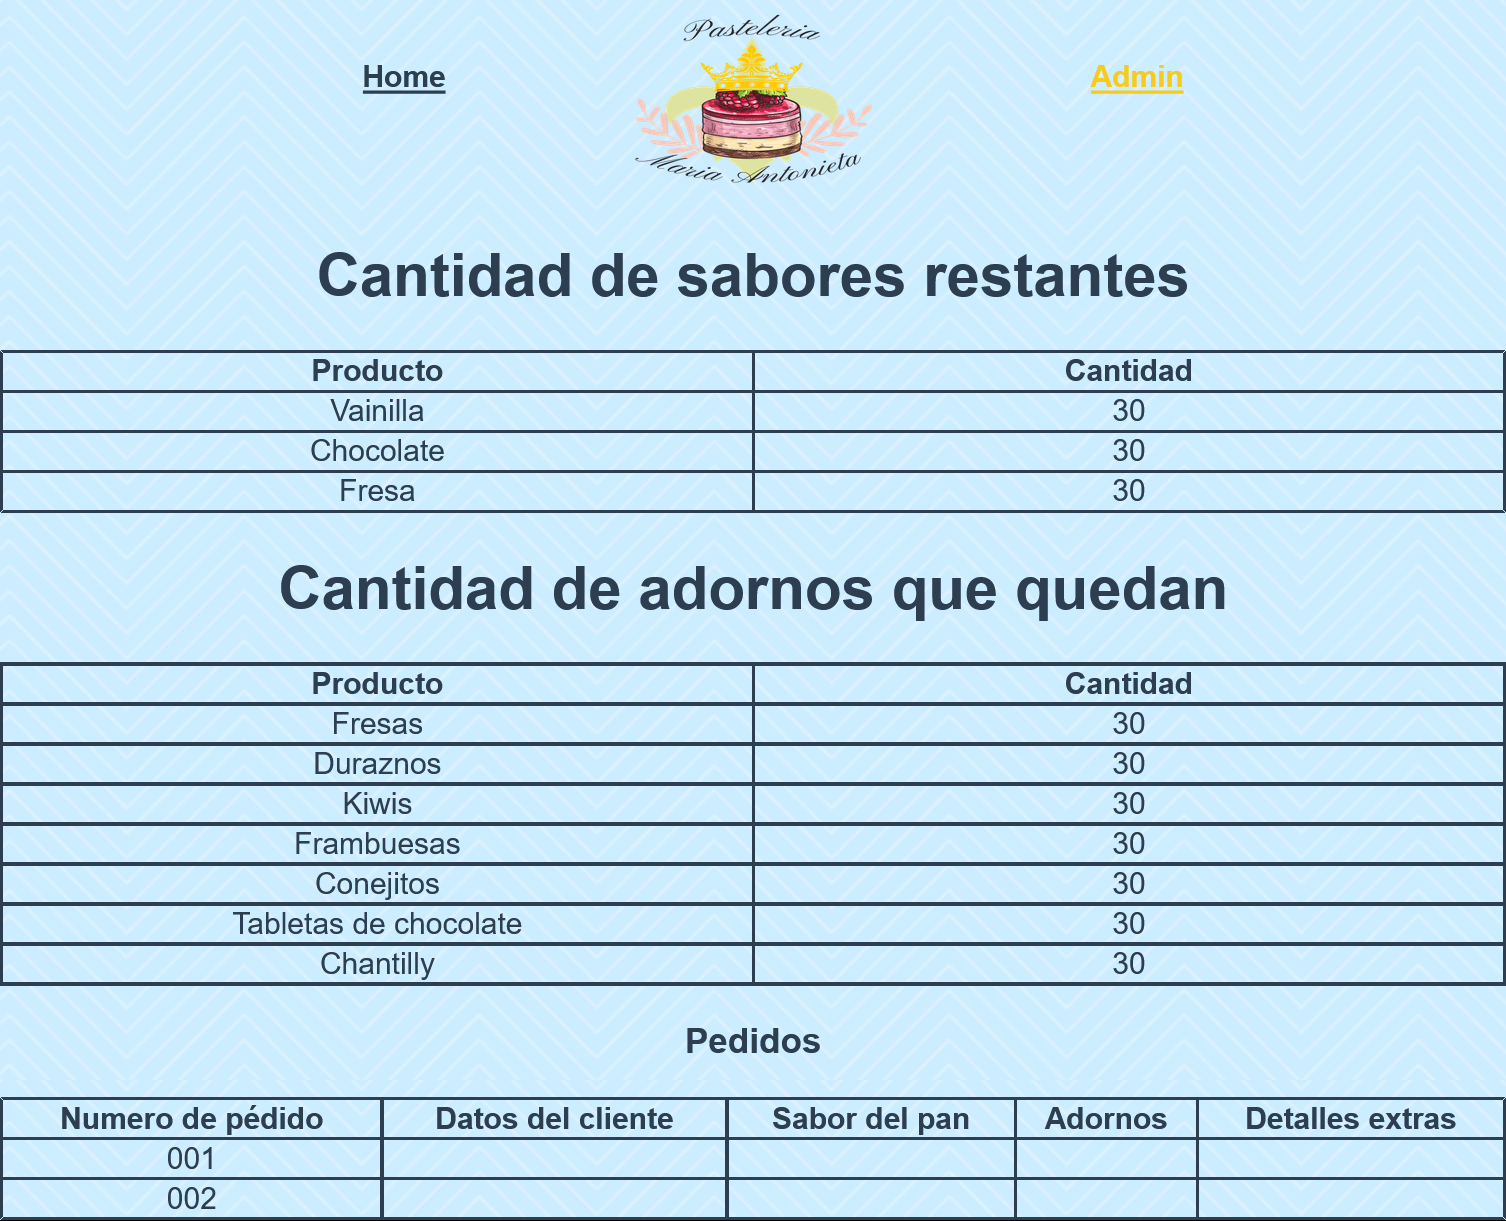 Pasteleria
Home
Admin
Maria Antonieta
Cantidad de sabores restantes
Producto Cantidad
Vainilla 30
Chocolate 30
Fresa 30
Cantidad de adornos que quedan
Producto Cantidad
Fresas 30
Duraznos 30
Kiwis 30
Frambuesas 30
Conejitos 30
Tabletas de chocolate 30
Chantilly 30
Pedidos
Numero de pédido Datos del cliente Sabor del pan Adornos Detalles extras
001
002